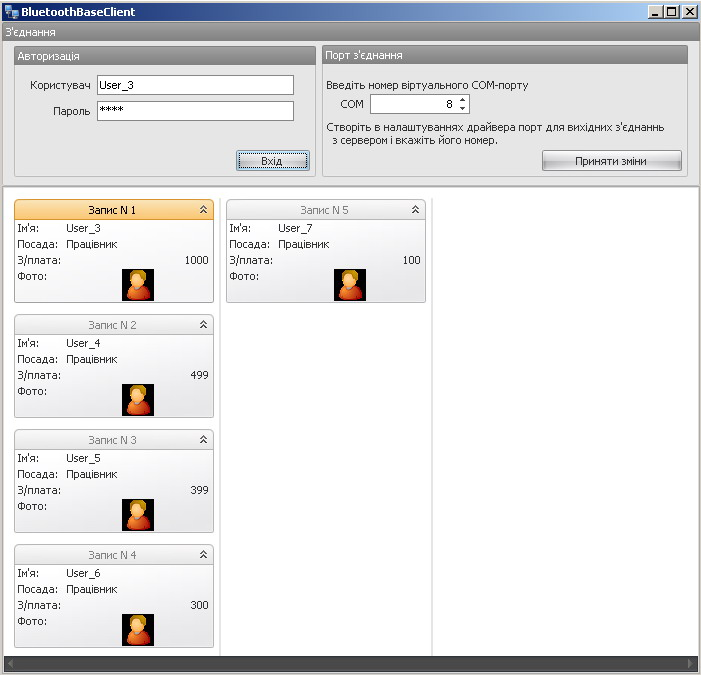 BluetoothBaseClient
З'єднання
Авторизація
Користувач User_3
Пароль ****
Вхід
Порт з'єднання
Введіть номер віртуального COM-порту
COM 8
Створіть в налаштуваннях драйвера порт для вихідних з'єднаннь
з сервером і вкажіть його номер.
Приняти зміни
Запис N 1
Ім'я: User_3
Посада: Працівник
З/плата: 1000
Фото:
Запис N 2
Ім'я: User_4
Посада: Працівник
З/плата: 499
Фото:
Запис N 3
Ім'я: User_5
Посада: Працівник
З/плата: 399
Фото:
Запис N 4
Ім'я: User_6
Посада: Працівник
З/плата: 300
Фото:
Запис N 5
Ім'я: User_7
Посада: Працівник
З/плата: 100
Фото: